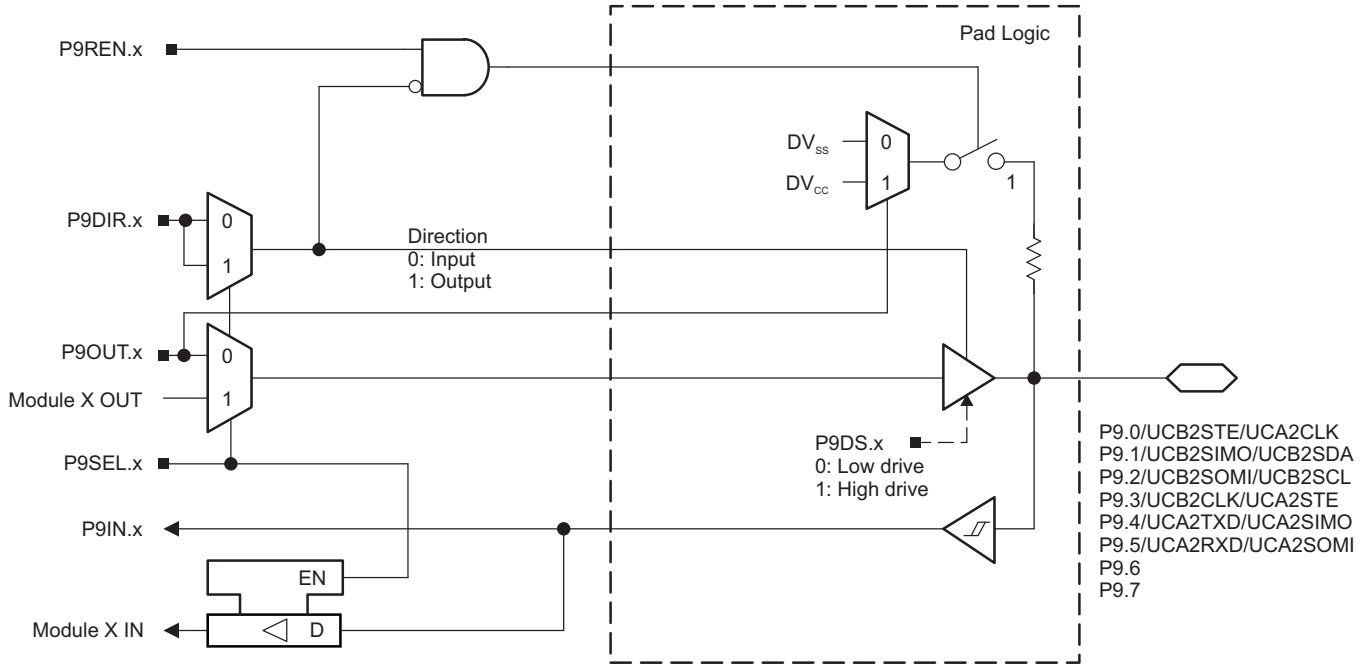 Pad Logic
P9REN.x
DVSS
0
DVCC
1
1
P9DIR.x
0
1
Direction
0: Input
1: Output
P9OUT.x
0
Module X OUT
1
P9DS.x
0: Low drive
1: High drive
P9SEL.x
P9IN.x
EN
Module X IN
D
P9.0/UCB2STE/UCA2CLK
P9.1/UCB2SIMO/UCB2SDA
P9.2/UCB2SOMI/UCB2SCL
P9.3/UCB2CLK/UCA2STE
P9.4/UCA2TXD/UCA2SIMO
P9.5/UCA2RXD/UCA2SOMI
P9.6
P9.7